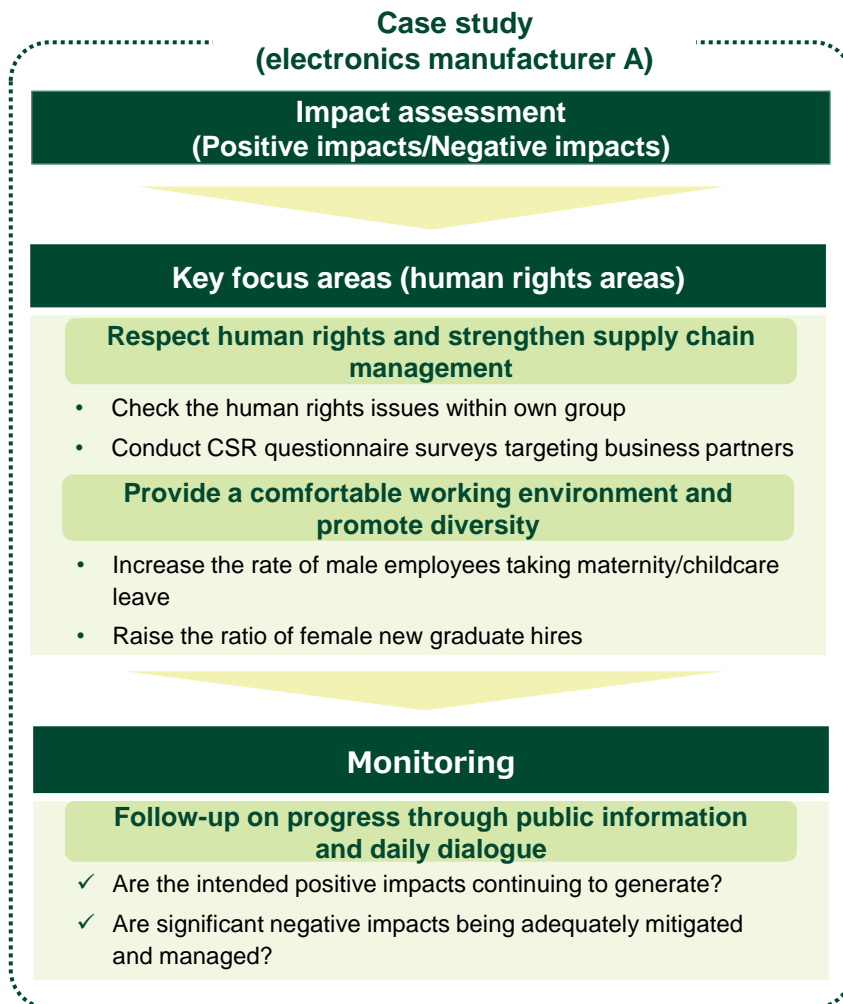 Case study
(electronics manufacturer A)
Impact assessment
(Positive impacts/Negative impacts)
Key focus areas (human rights areas)
Respect human rights and strengthen supply chain
management
• Check the human rights issues within own group
• Conduct CSR questionnaire surveys targeting business partners
Provide a comfortable working environment and
promote diversity
• Increase the rate of male employees taking maternity/childcare
leave
• Raise the ratio of female new graduate hires
Monitoring
Follow-up on progress through public information
and daily dialogue
✓ Are the intended positive impacts continuing to generate?
✓ Are significant negative impacts being adequately mitigated
and managed?